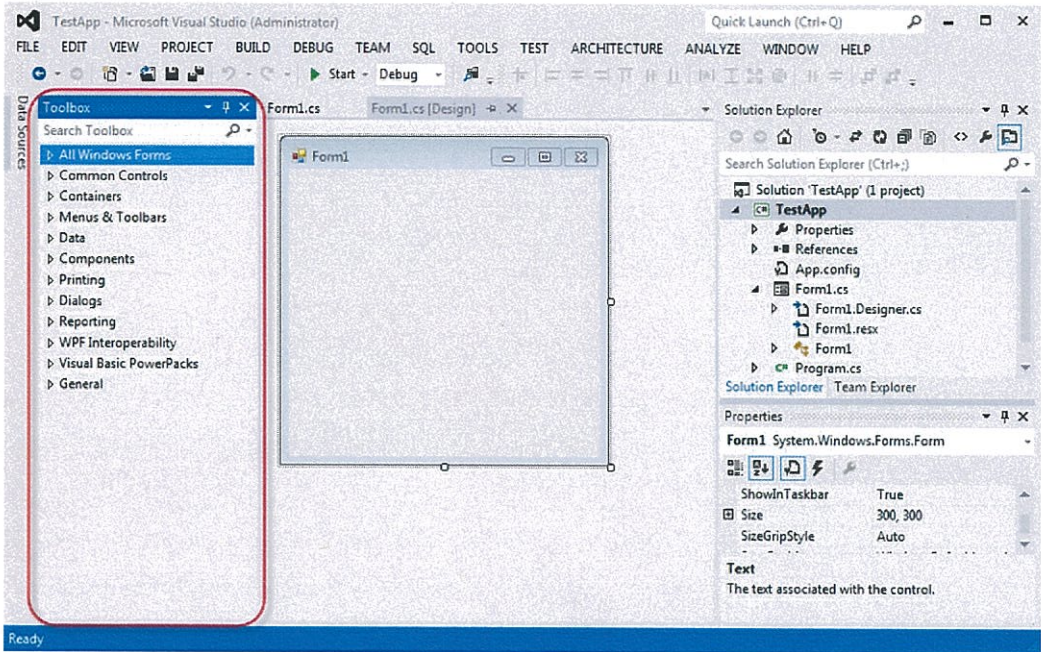 TestApp - Microsoft Visual Studio (Administrator)
Quick Launch (Ctrl+Q)
FILE EDIT VIEW PROJECT BUILD DEBUG TEAM SQL TOOLS TEST ARCHITECTURE ANALYZE WINDOW HELP
Start Debug
Data Sources
Toolbox
Search Toolbox
All Windows Forms
Common Controls
Containers
Menus & Toolbars
Data
Components
Printing
Dialogs
Reporting
WPF Interoperability
Visual Basic PowerPacks
General
Form1.cs Form1.cs [Design]
Form1
Solution Explorer
Search Solution Explorer (Ctrl+;)
Solution 'TestApp' (1 project)
C# TestApp
Properties
References
App.config
Form1.cs
Form1.Designer.cs
Form1.resx
Form1
C# Program.cs
Solution Explorer Team Explorer
Properties
Form1 System.Windows.Forms.Form
ShowInTaskbar True
Size 300, 300
SizeGripStyle Auto
Text
The text associated with the control.
Ready